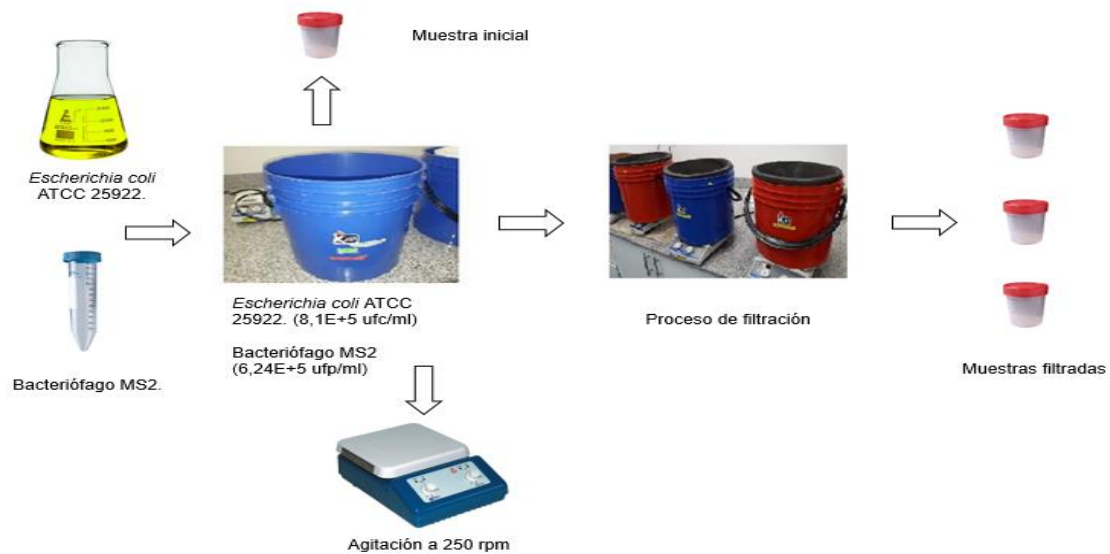 Muestra inicial
Escherichia coli
ATCC 25922.
Escherichia coli ATCC
25922. (8,1E+5 ufc/ml)
Bacteriófago MS2
(6,24E+5 ufp/ml)
Bacteriófago MS2.
Proceso de filtración
Muestras filtradas
Agitación a 250 rpm